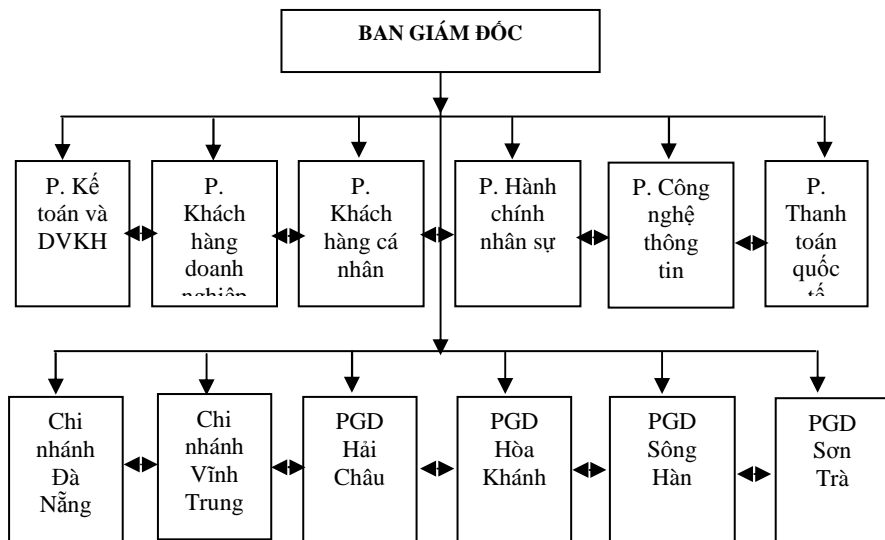 BAN GIÁM ĐỐC
P. Kế
toán và
DVKH
P.
Khách
hàng
doanh
nghiệp
P.
Khách
hàng cá
nhân
P. Hành
chính
nhân sự
P. Công
nghệ
thông
tin
P.
Thanh
toán
quốc
tế
Chi
nhánh
Đà
Nẵng
Chi
nhánh
Vĩnh
Trung
PGD
Hải
Châu
PGD
Hòa
Khánh
PGD
Sông
Hàn
PGD
Sơn
Trà